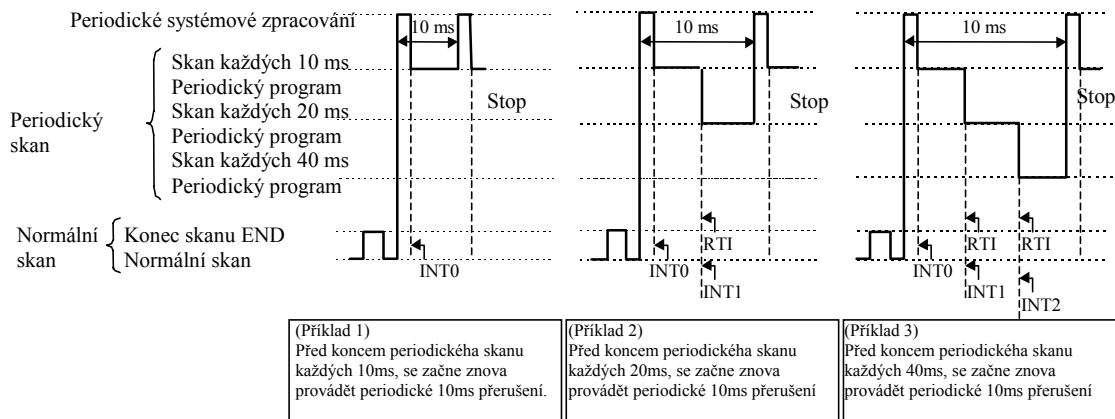 Periodické systémové zpracování
Periodický
skan
Skan každých 10 ms
Periodický program
Skan každých 20 ms
Periodický program
Skan každých 40 ms
Periodický program
Normální
skan
Konec skanu END
Normální skan
10 ms
Stop
INT0
10 ms
Stop
RTI
INT0
INT1
10 ms
Stop
RTI
RTI
INT0
INT1
INT2
(Příklad 1)
Před koncem periodickéha skanu
každých 10ms, se začne znova
provádět periodické 10ms přerušení.
(Příklad 2)
Před koncem periodickéha skanu
každých 20ms, se začne znova
provádět periodické 10ms přerušení
(Příklad 3)
Před koncem periodickéha skanu
každých 40ms, se začne znova
provádět periodické 10ms přerušení